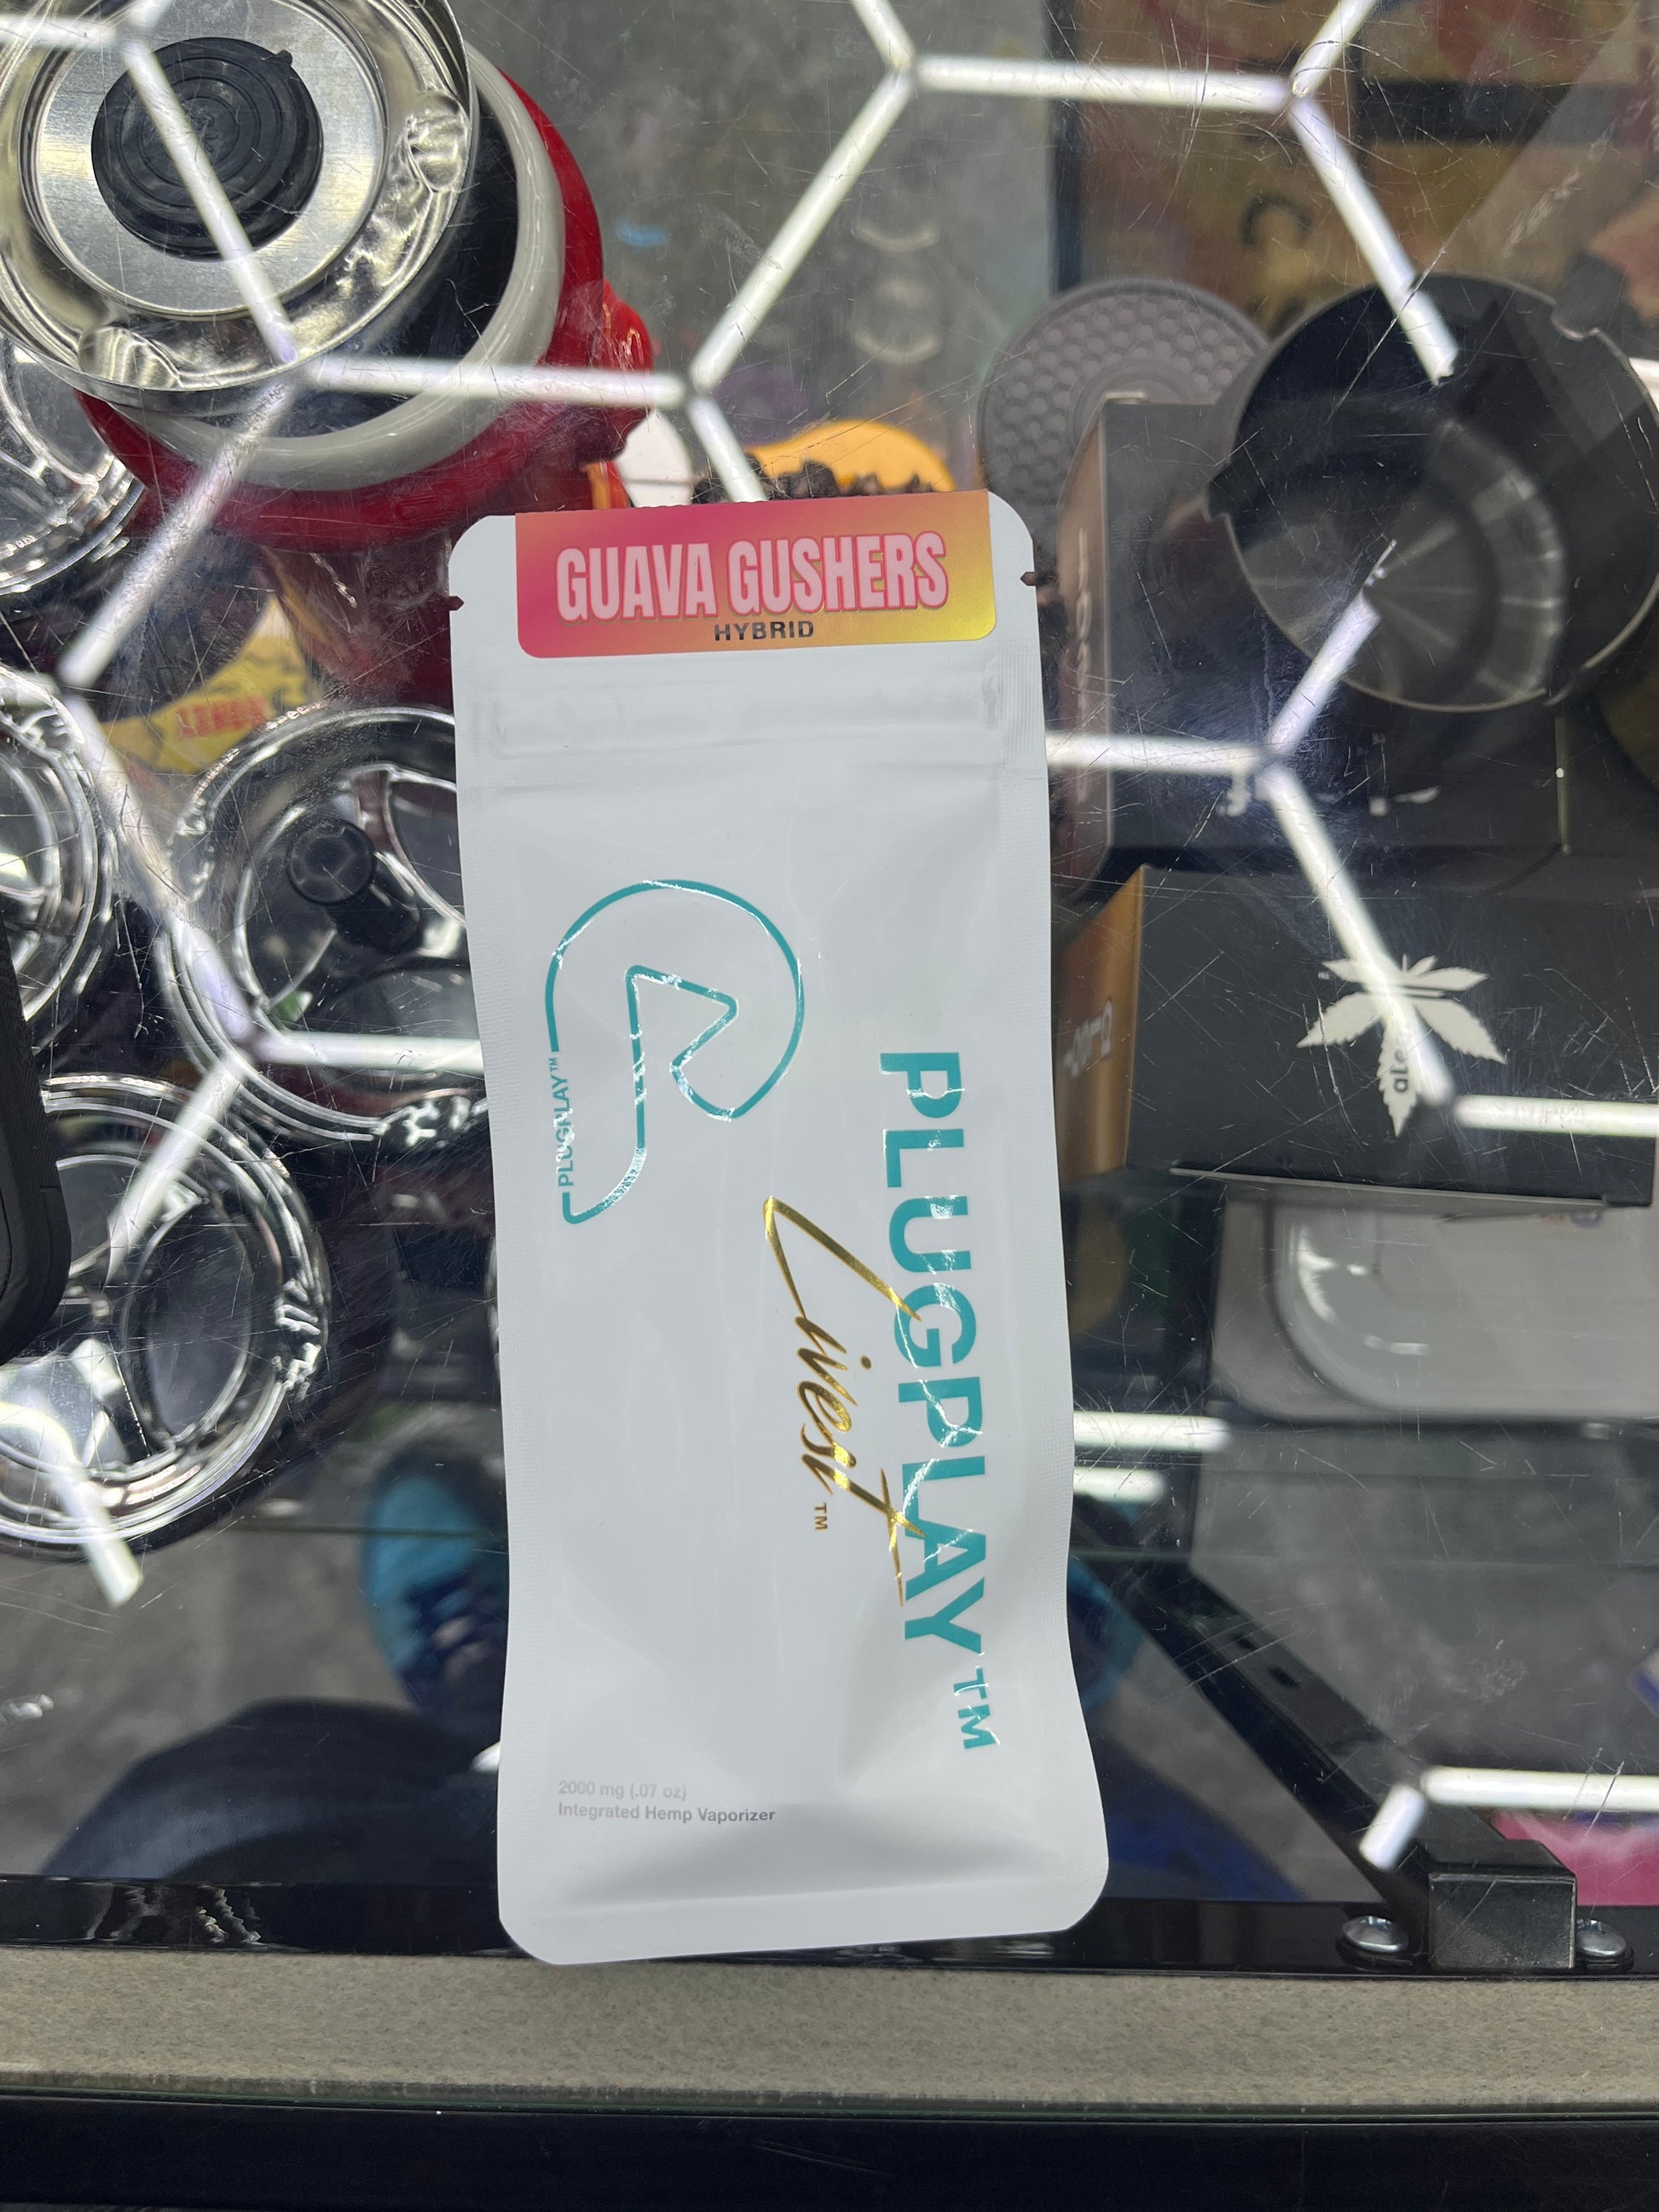 GUAVA GUSHERS
HYBRID
PLUGPLAY™
PLUGPLAY™
Livest™
2000 mg (.07 oz)
Integrated Hemp Vaporizer